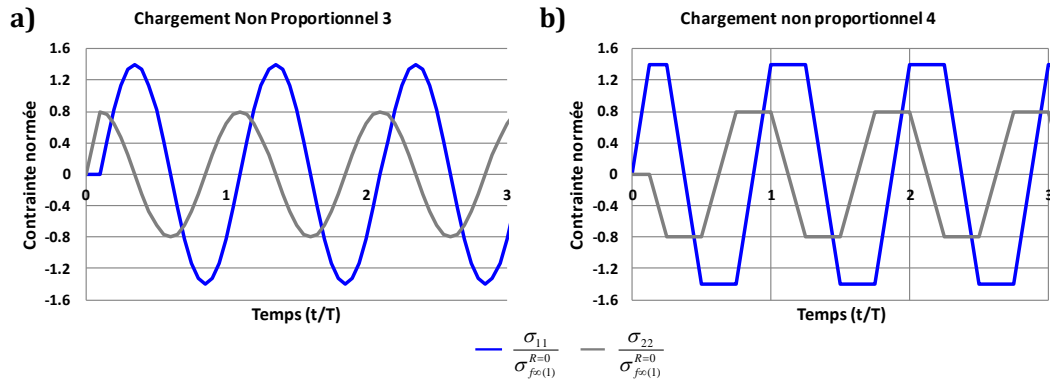 a) Chargement Non Proportionnel 3
Contrainte normée
1.6
1.2
0.8
0.4
0
-0.4
-0.8
-1.2
-1.6
0 1 2 3
Temps (t/T)
b) Chargement non proportionnel 4
Contrainte normée
1.6
1.2
0.8
0.4
0
-0.4
-0.8
-1.2
-1.6
0 1 2 3
Temps (t/T)
σ11 / σf∞(1)R=0
σ22 / σf∞(1)R=0